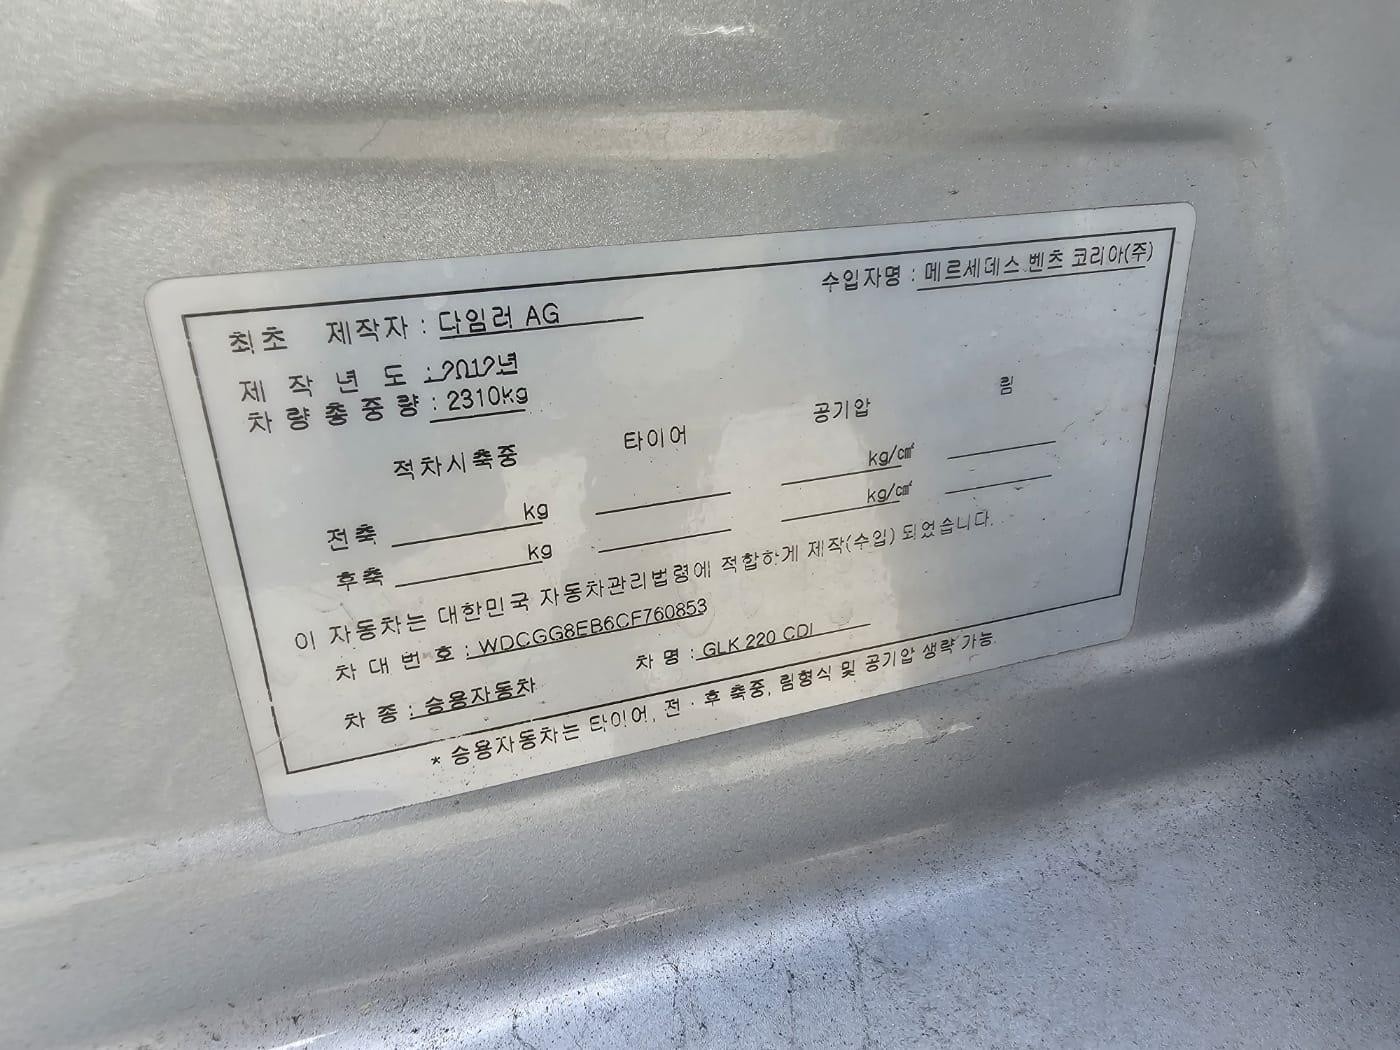 수입자명 : 메르세데스 벤츠 코리아(주)
최초 제작자 : 다임러 AG
제 작 년 도 : 2012년
차 량 총 중 량 : 2310kg
적차시축중 타이어 공기압 림
전축 kg kg/㎠
후축 kg kg/㎠
이 자동차는 대한민국 자동차관리법령에 적합하게 제작(수입) 되었습니다.
차 대 번 호 : WDCGG8EB6CF760853
차 종 : 승용자동차 차 명 : GLK 220 CDI
* 승용자동차는 타이어, 전 · 후 축중, 림형식 및 공기압 생략 가능.